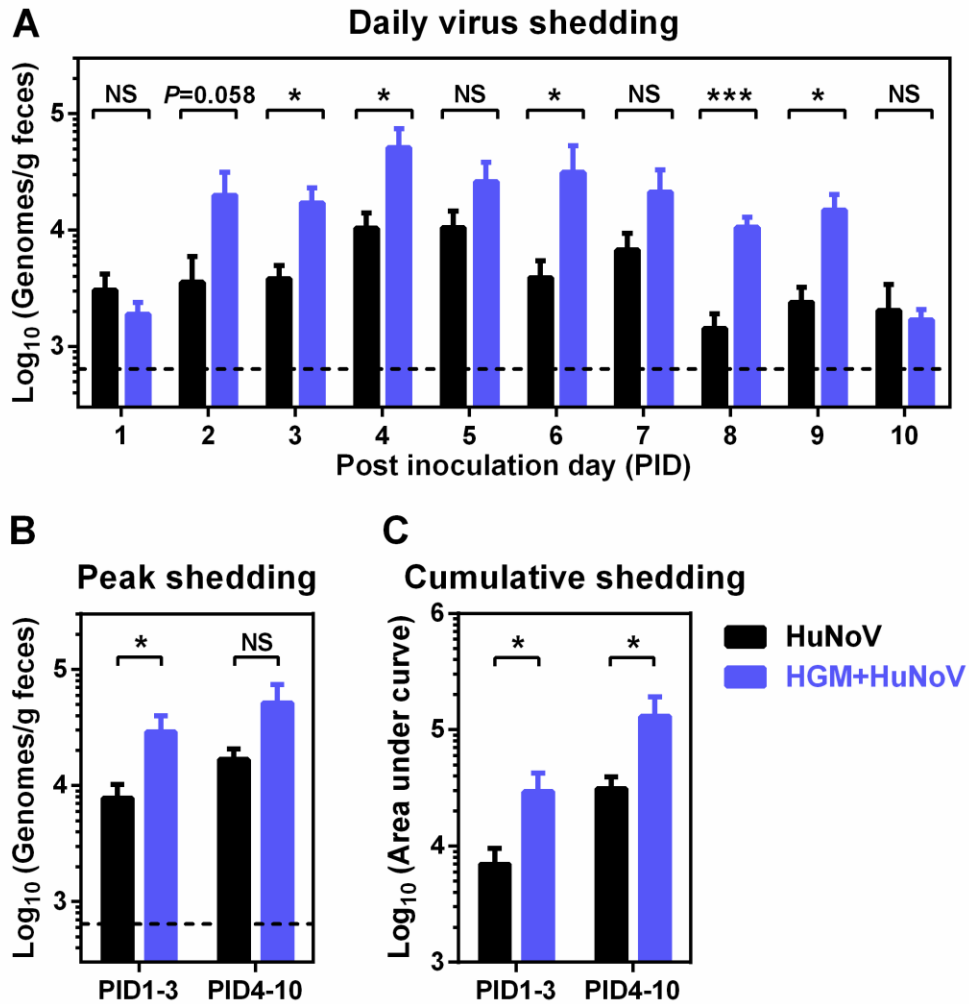 A
Daily virus shedding
Log10 (Genomes/g feces)
5
4
3
NS P=0.058 * * NS * NS *** * NS
1 2 3 4 5 6 7 8 9 10
Post inoculation day (PID)
B
Peak shedding
Log10 (Genomes/g feces)
5
4
3
* NS
PID1-3 PID4-10
C
Cumulative shedding
Log10 (Area under curve)
6
5
4
3
* *
PID1-3 PID4-10
HuNoV
HGM+HuNoV